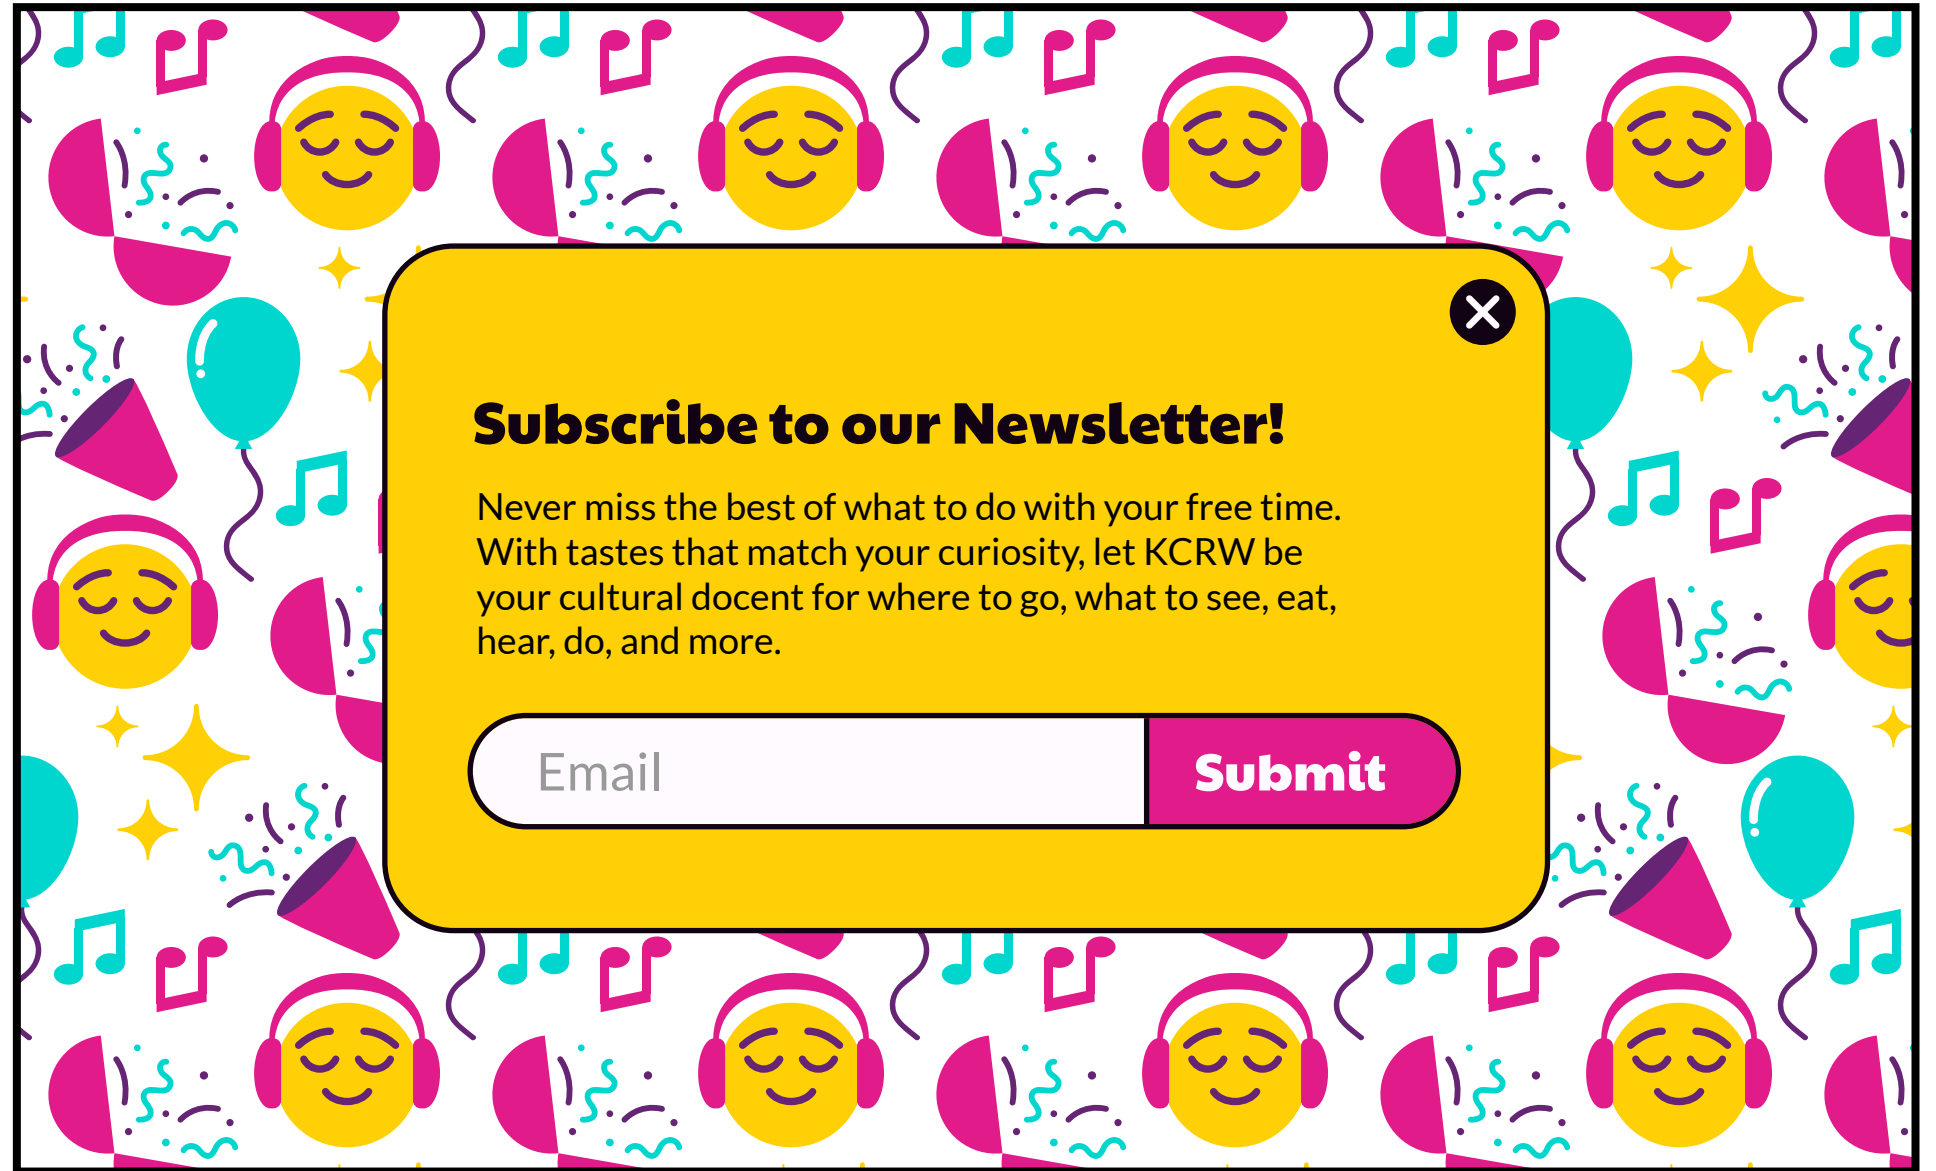 Subscribe to our Newsletter!
Never miss the best of what to do with your free time.
With tastes that match your curiosity, let KCRW be
your cultural docent for where to go, what to see, eat,
hear, do, and more.
Email
Submit